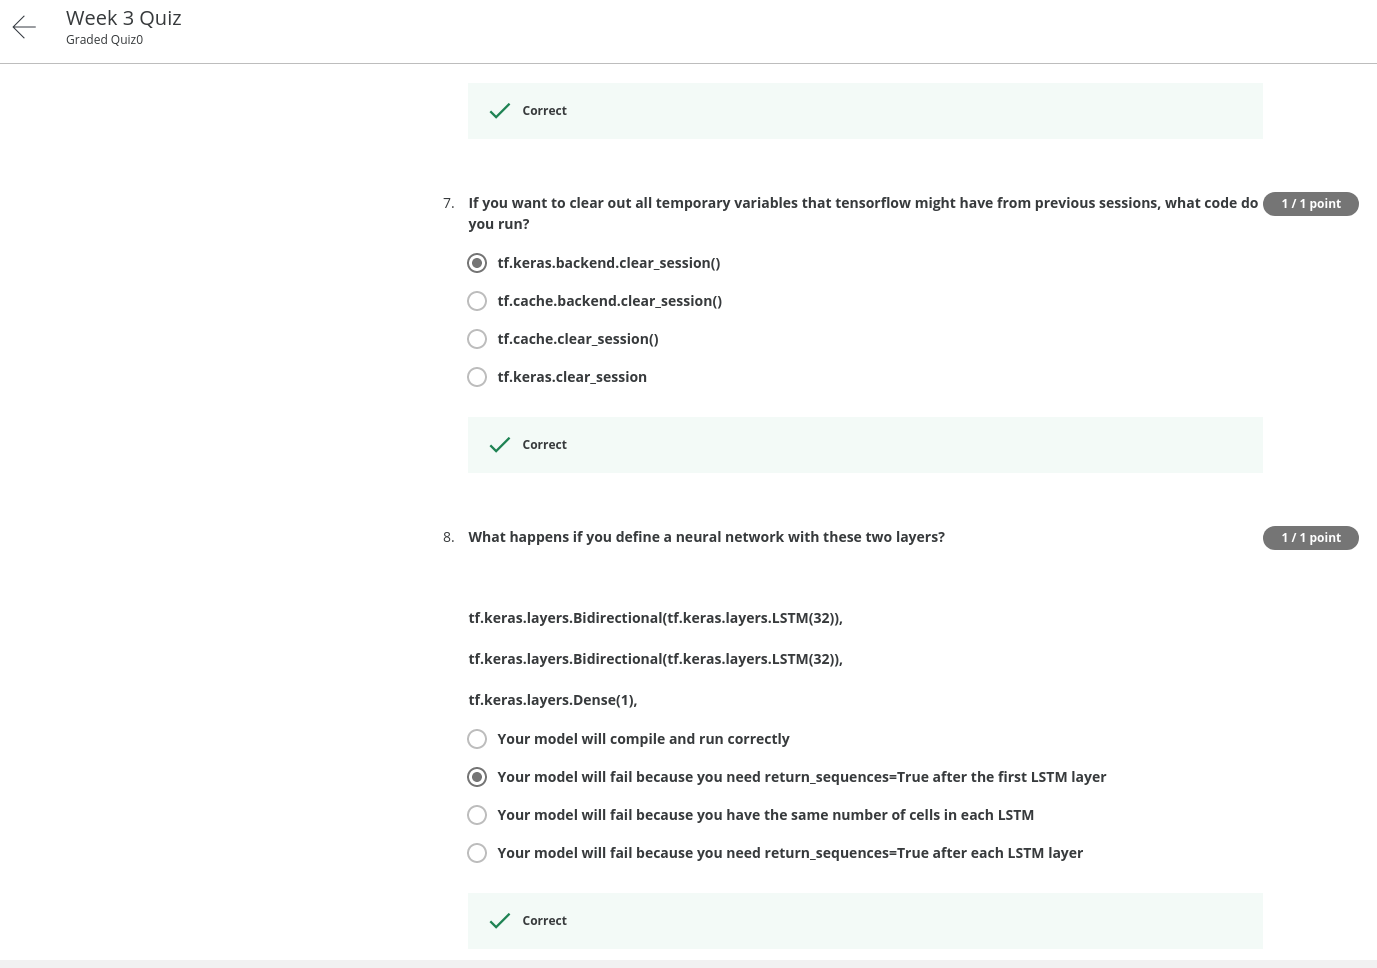 Week 3 Quiz
Graded Quiz0
Correct
7. If you want to clear out all temporary variables that tensorflow might have from previous sessions, what code do 1 / 1 point
you run?
tf.keras.backend.clear_session()
tf.cache.backend.clear_session()
tf.cache.clear_session()
tf.keras.clear_session
Correct
8. What happens if you define a neural network with these two layers? 1 / 1 point
tf.keras.layers.Bidirectional(tf.keras.layers.LSTM(32)),
tf.keras.layers.Bidirectional(tf.keras.layers.LSTM(32)),
tf.keras.layers.Dense(1),
Your model will compile and run correctly
Your model will fail because you need return_sequences=True after the first LSTM layer
Your model will fail because you have the same number of cells in each LSTM
Your model will fail because you need return_sequences=True after each LSTM layer
Correct